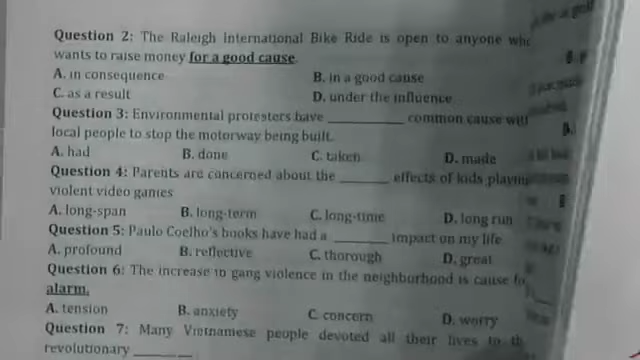 Question 2: The Raleigh International Bike Ride is open to anyone who
wants to raise money for a good cause.
A. in consequence B. in a good cause
C. as a result D. under the influence
Question 3: Environmental protesters have ________ common cause with
local people to stop the motorway being built.
A. had B. done C. taken D. made
Question 4: Parents are concerned about the ______ effects of kids playing
violent video games
A. long-span B. long-term C. long-time D. long run
Question 5: Paulo Coelho's books have had a ______ impact on my life
A. profound B. reflective C. thorough D. great
Question 6: The increase in gang violence in the neighborhood is cause fo
alarm.
A. tension B. anxiety C. concern D. worry
Question 7: Many Vietnamese people devoted all their lives to th
revolutionary ______